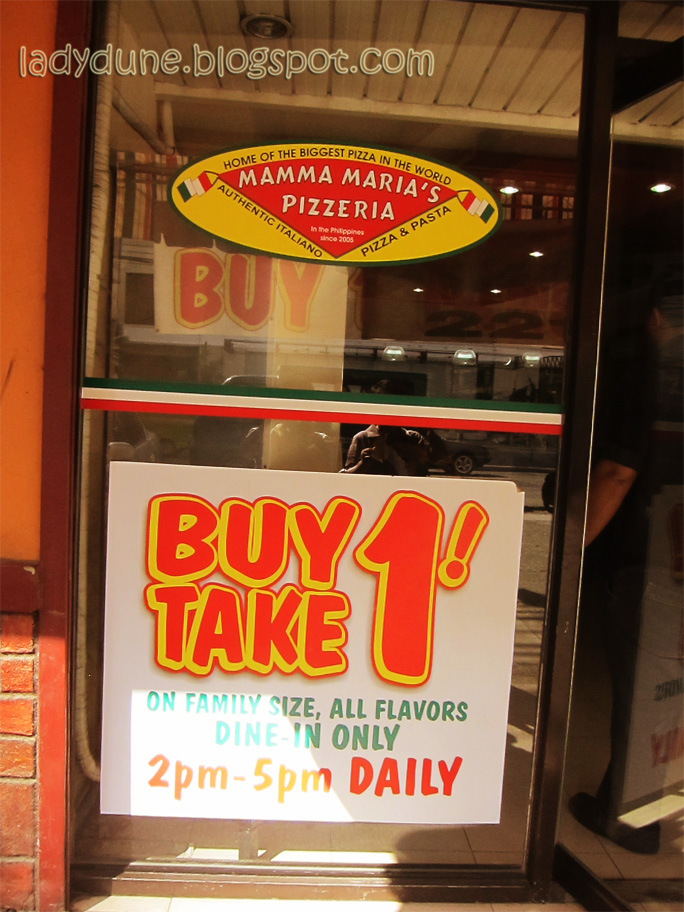 ladydune.blogspot.com
HOME OF THE BIGGEST PIZZA IN THE WORLD
MAMMA MARIA'S
PIZZERIA
In the Philippines
since 2005
AUTHENTIC ITALIANO
PIZZA & PASTA
BUY
BUY 1!
TAKE
ON FAMILY SIZE, ALL FLAVORS
DINE-IN ONLY
2pm-5pm DAILY